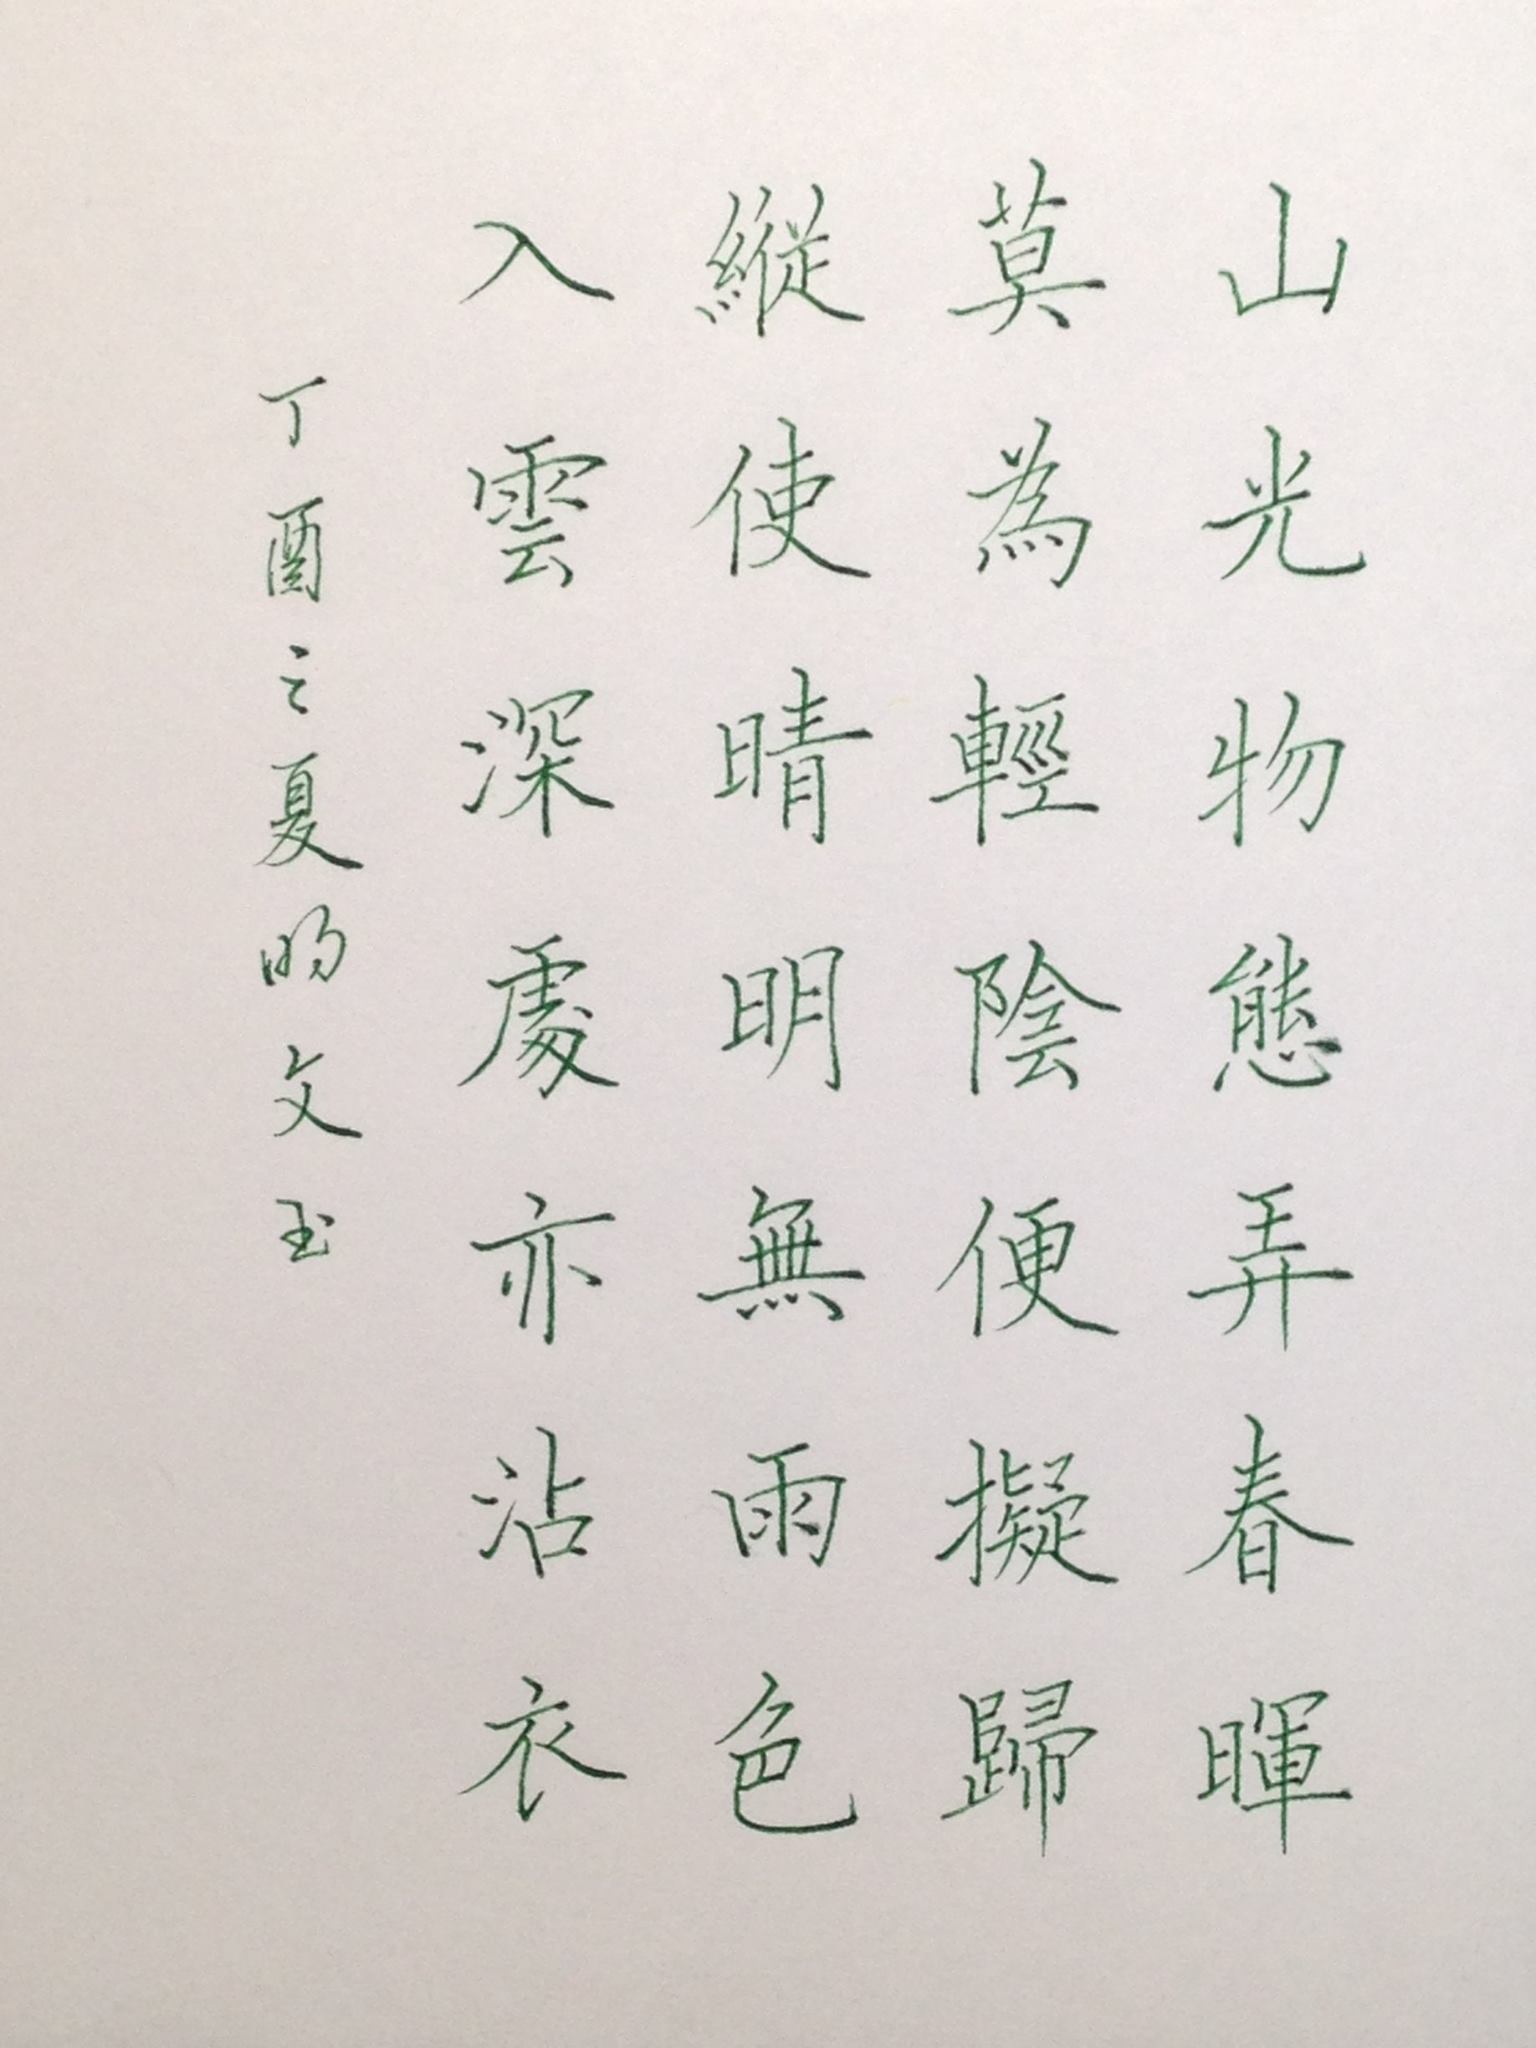 山光物態弄春暉
莫為輕陰便擬歸
縱使晴明無雨色
入雲深處亦沾衣
丁酉之夏昀文玉